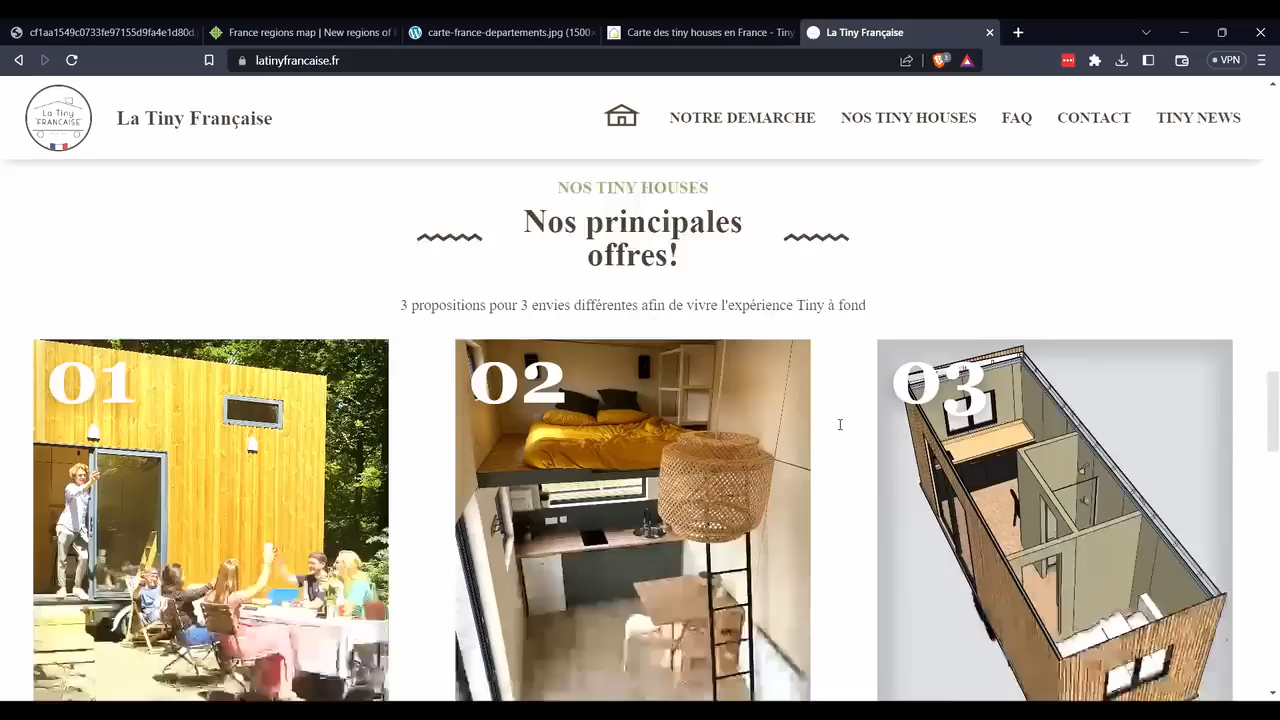 cf1aa1549c0733fe97155d9fa4e1d80d.
France regions map | New regions of
carte-france-departements.jpg (1500×
Carte des tiny houses en France - Tiny
La Tiny Française
latinyfrancaise.fr
3
VPN
La Tiny
FRANCAISE
La Tiny Française
NOTRE DEMARCHE
NOS TINY HOUSES
FAQ
CONTACT
TINY NEWS
NOS TINY HOUSES
Nos principales
offres!
3 propositions pour 3 envies différentes afin de vivre l'expérience Tiny à fond
01
02
03